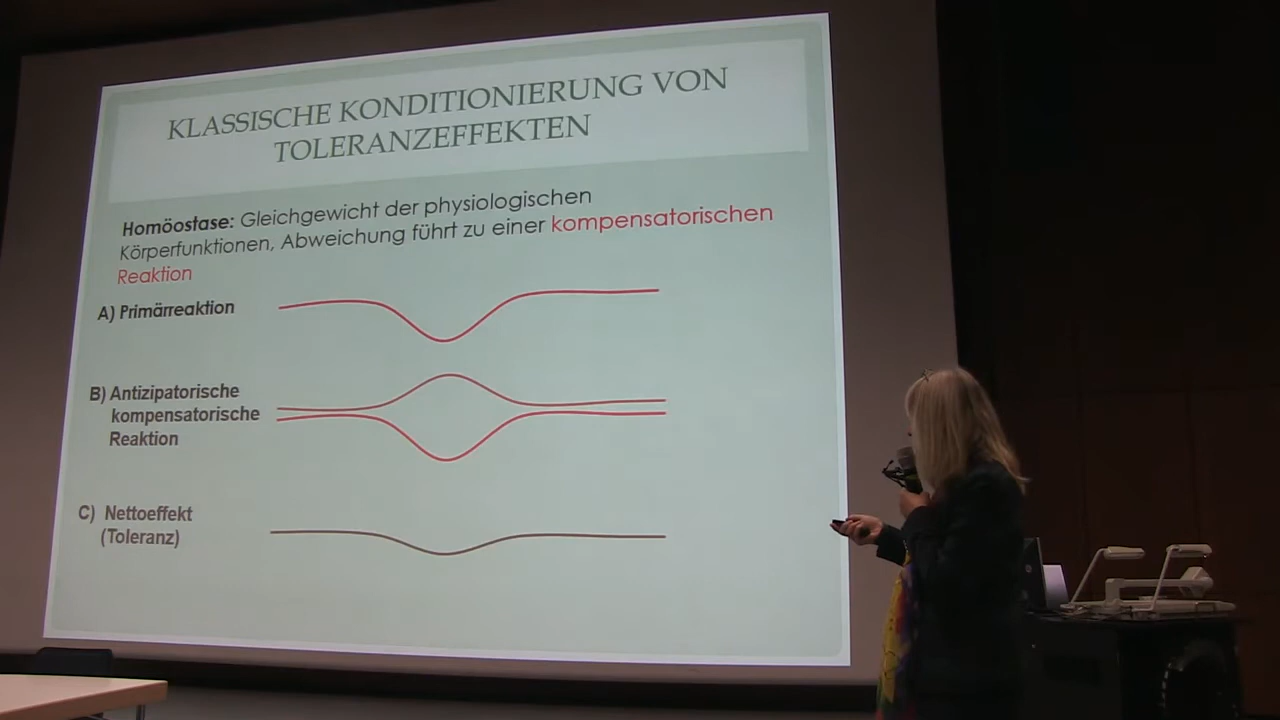 KLASSISCHE KONDITIONIERUNG VON
TOLERANZEFFEKTEN
Homöostase: Gleichgewicht der physiologischen
Körperfunktionen, Abweichung führt zu einer kompensatorischen
Reaktion
A) Primärreaktion
B) Antizipatorische
kompensatorische
Reaktion
C) Nettoeffekt
(Toleranz)